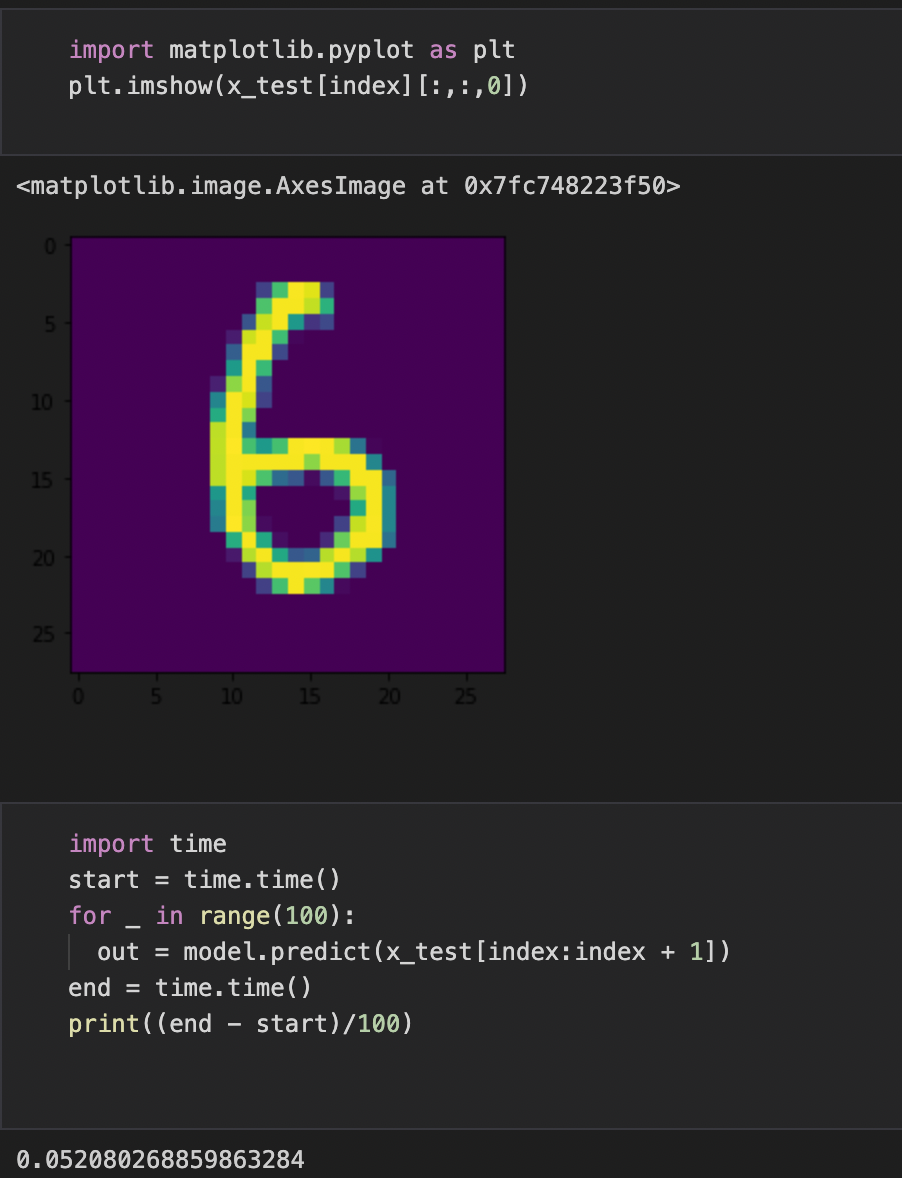 import matplotlib.pyplot as plt
plt.imshow(x_test[index][:,:,0])
<matplotlib.image.AxesImage at 0x7fc748223f50>
0
5
10
15
20
25
0 5 10 15 20 25
6
import time
start = time.time()
for _ in range(100):
  out = model.predict(x_test[index:index + 1])
end = time.time()
print((end - start)/100)
0.052080268859863284